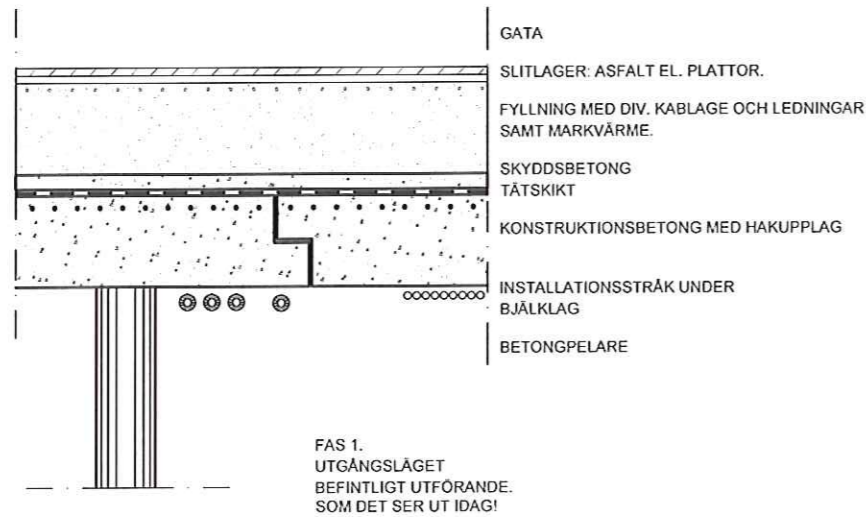 GATA
SLITLAGER: ASFALT EL. PLATTOR.
FYLLNING MED DIV. KABLAGE OCH LEDNINGAR
SAMT MARKVÄRME.
SKYDDSBETONG
TÄTSKIKT
KONSTRUKTIONSBETONG MED HAKUPPLAG
INSTALLATIONSSTRÅK UNDER
BJÄLKLAG
BETONGPELARE
FAS 1.
UTGÅNGSLÄGET
BEFINTLIGT UTFÖRANDE.
SOM DET SER UT IDAG!